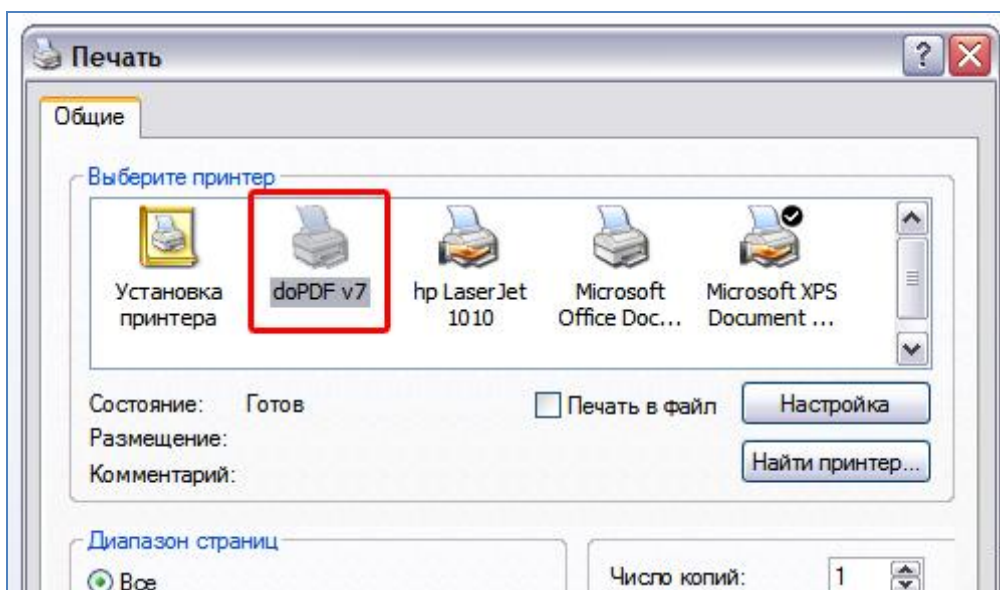 Печать
Общие
Выберите принтер
Установка принтера
doPDF v7
hp LaserJet 1010
Microsoft Office Doc...
Microsoft XPS Document ...
Состояние: Готов
Печать в файл
Настройка
Размещение:
Найти принтер...
Комментарий:
Диапазон страниц
Все
Число копий: 1